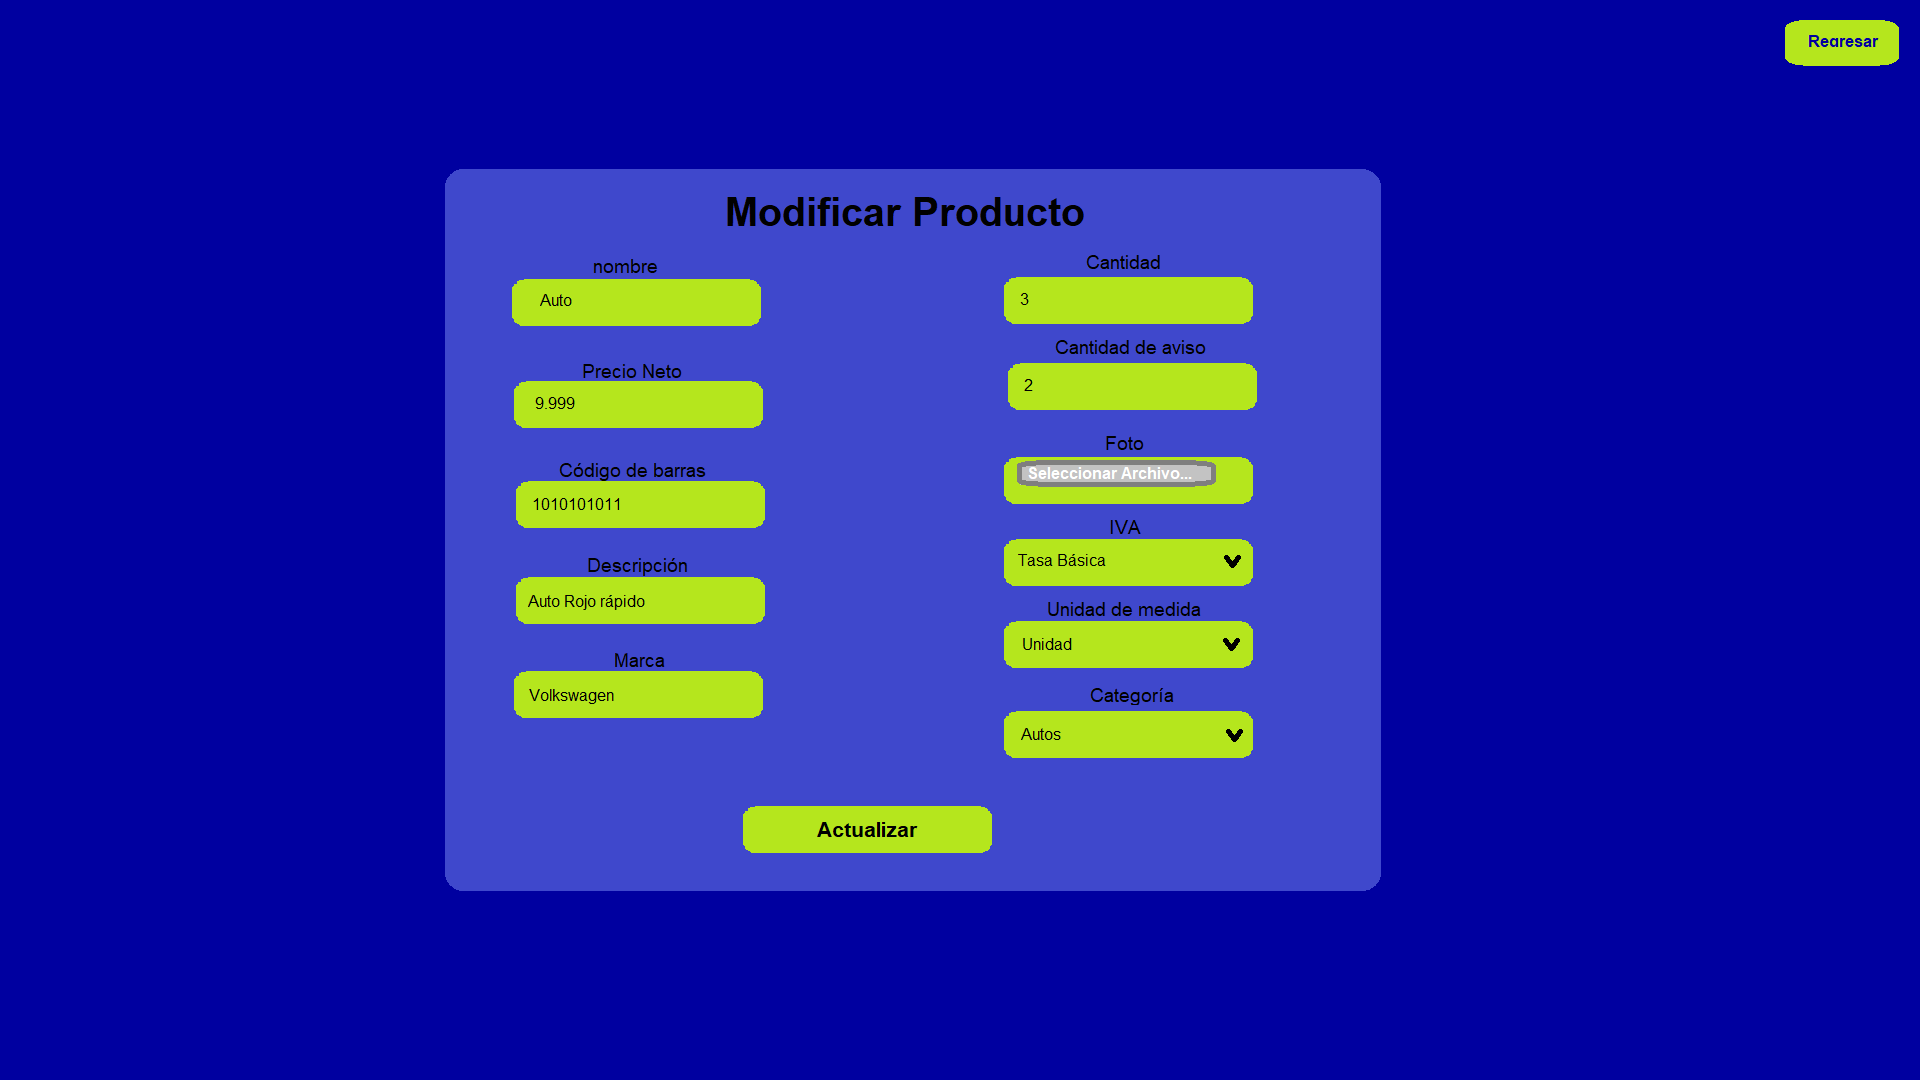 Regresar
Modificar Producto
nombre
Auto
Precio Neto
9.999
Código de barras
1010101011
Descripción
Auto Rojo rápido
Marca
Volkswagen
Cantidad
3
Cantidad de aviso
2
Foto
Seleccionar Archivo...
IVA
Tasa Básica
Unidad de medida
Unidad
Categoría
Autos
Actualizar